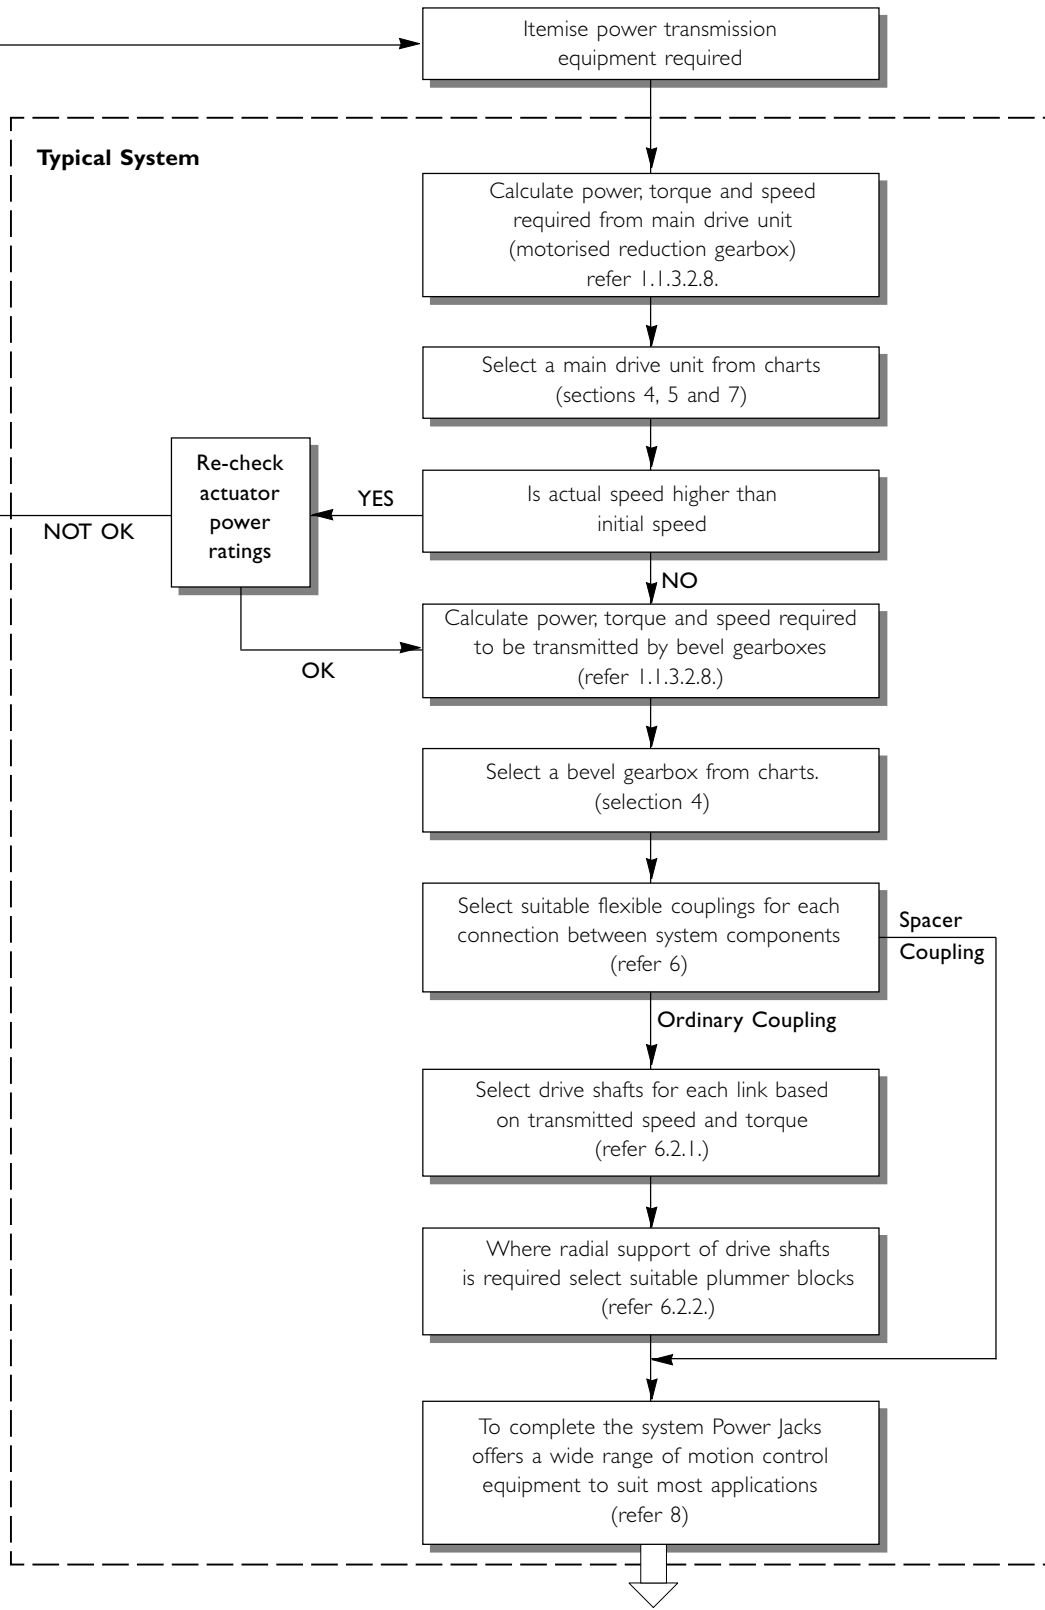 Itemise power transmission
equipment required
Typical System
Calculate power, torque and speed
required from main drive unit
(motorised reduction gearbox)
refer 1.1.3.2.8.
Select a main drive unit from charts
(sections 4, 5 and 7)
Re-check
actuator
power
ratings
YES
Is actual speed higher than
initial speed
NOT OK
NO
OK
Calculate power, torque and speed required
to be transmitted by bevel gearboxes
(refer 1.1.3.2.8.)
Select a bevel gearbox from charts.
(selection 4)
Select suitable flexible couplings for each
connection between system components
(refer 6)
Spacer
Coupling
Ordinary Coupling
Select drive shafts for each link based
on transmitted speed and torque
(refer 6.2.1.)
Where radial support of drive shafts
is required select suitable plummer blocks
(refer 6.2.2.)
To complete the system Power Jacks
offers a wide range of motion control
equipment to suit most applications
(refer 8)